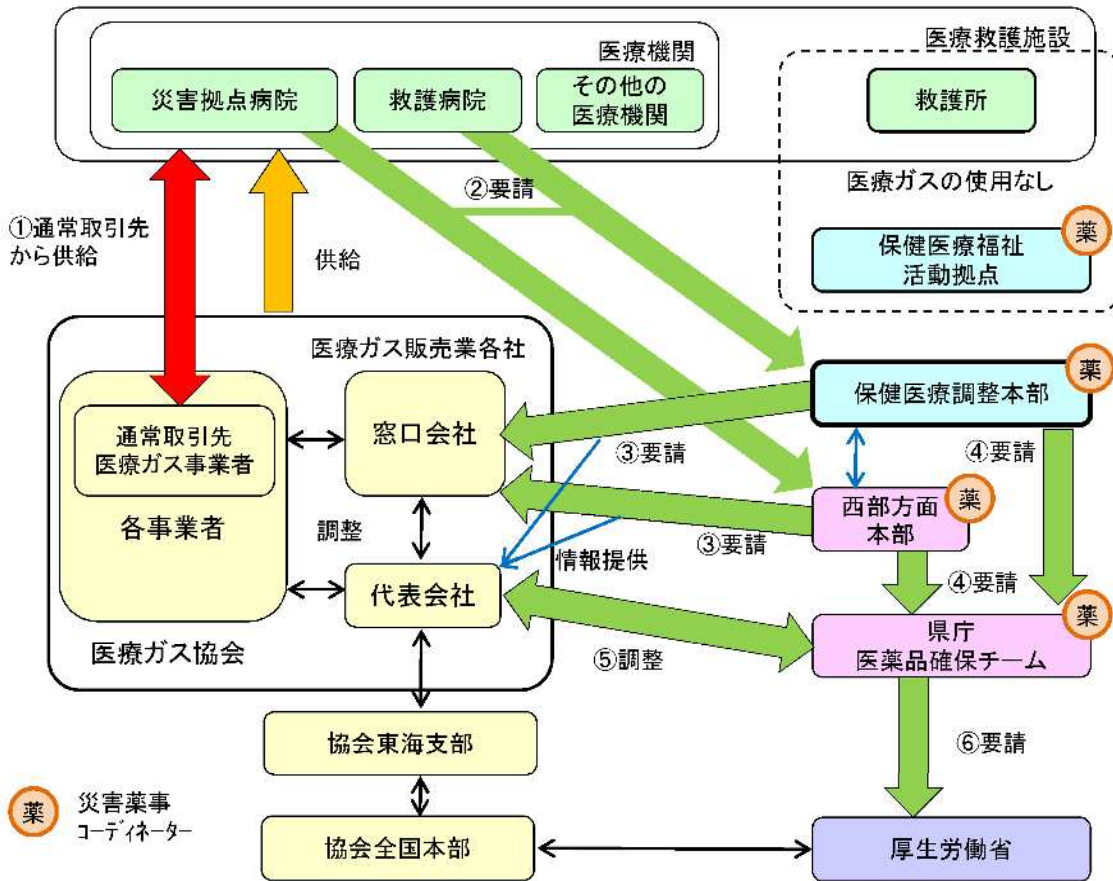 医療救護施設
医療機関
災害拠点病院
救護病院
その他の
医療機関
救護所
②要請
医療ガスの使用なし
①通常取引先
から供給
供給
薬
保健医療福祉
活動拠点
医療ガス販売業各社
薬
保健医療調整本部
通常取引先
医療ガス事業者
窓口会社
③要請
④要請
各事業者
調整
薬
西部方面
本部
③要請
情報提供
代表会社
④要請
薬
県庁
医薬品確保チーム
医療ガス協会
⑤調整
協会東海支部
⑥要請
薬
災害薬事
コーディネーター
協会全国本部
厚生労働省